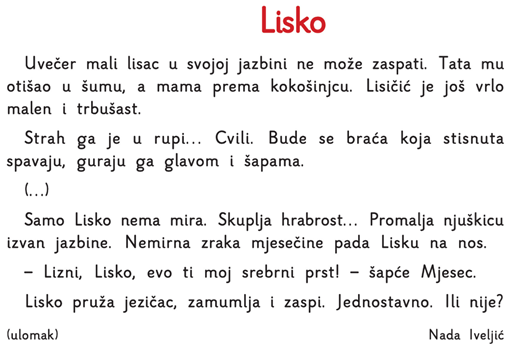 Lisko
Uvečer mali lisac u svojoj jazbini ne može zaspati. Tata mu
otišao u šumu, a mama prema kokošinjcu. Lisičić je još vrlo
malen i trbušast.
Strah ga je u rupi... Cvili. Bude se braća koja stisnuta
spavaju, guraju ga glavom i šapama.
(...)
Samo Lisko nema mira. Skuplja hrabrost... Promalja njuškicu
izvan jazbine. Nemirna zraka mjesečine pada Lisku na nos.
– Lizni, Lisko, evo ti moj srebrni prst! – šapće Mjesec.
Lisko pruža jezičac, zamumlja i zaspi. Jednostavno. Ili nije?
(ulomak) Nada Iveljić